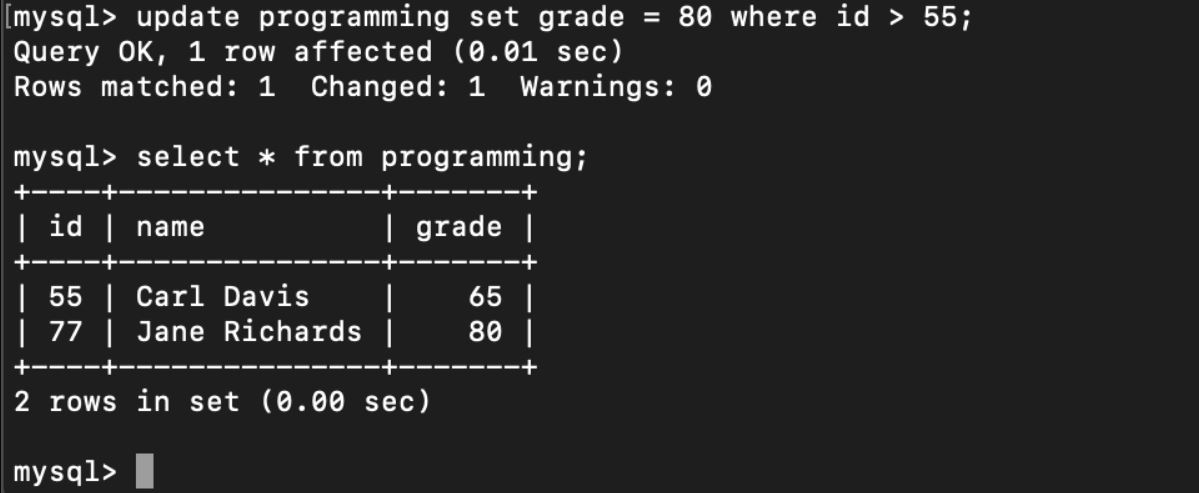 [mysql> update programming set grade = 80 where id > 55;
Query OK, 1 row affected (0.01 sec)
Rows matched: 1  Changed: 1  Warnings: 0

mysql> select * from programming;
+----+---------------+-------+
| id | name          | grade |
+----+---------------+-------+
| 55 | Carl Davis    |    65 |
| 77 | Jane Richards |    80 |
+----+---------------+-------+
2 rows in set (0.00 sec)

mysql>